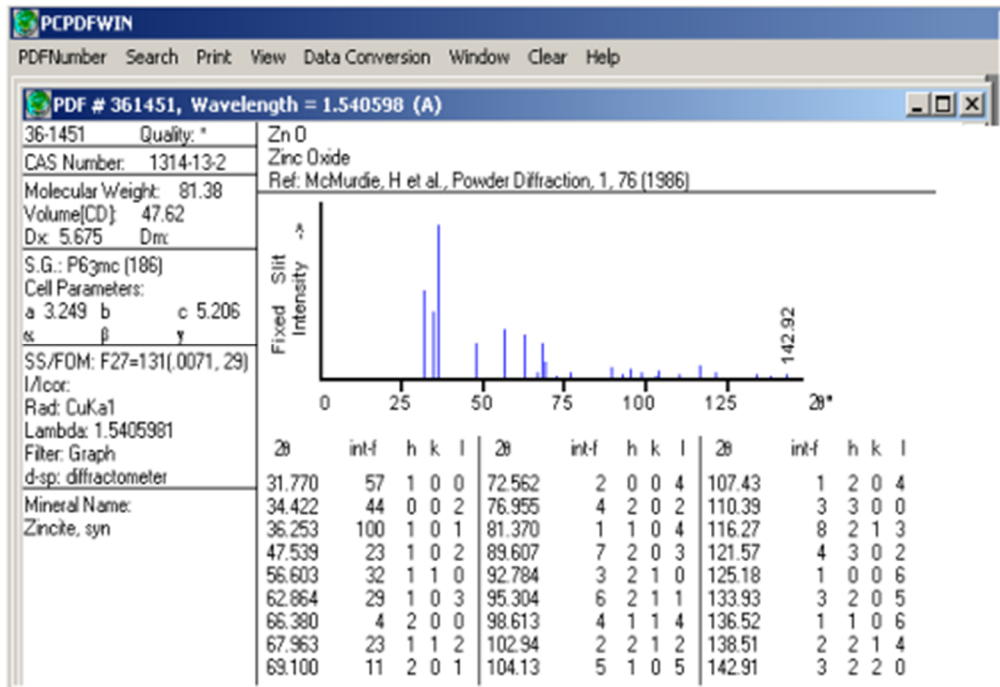 PCPDFWIN
PDFNumber Search Print View Data Conversion Window Clear Help
PDF # 361451, Wavelength = 1.540598 (A)
36-1451 Quality: *
CAS Number: 1314-13-2
Molecular Weight: 81.38
Volume[CD]: 47.62
Dx: 5.675 Dm:
S.G.: P63mc (186)
Cell Parameters:
a 3.249 b c 5.206
α β γ
SS/FOM: F27=131(.0071, 29)
I/Icor:
Rad: CuKa1
Lambda: 1.5405981
Filter: Graph
d-sp: diffractometer
Mineral Name:
Zincite, syn
Zn O
Zinc Oxide
Ref: McMurdie, H et al., Powder Diffraction, 1, 76 (1986)
Fixed Slit
Intensity ->
142.92
0 25 50 75 100 125 2θ°
2θ int-f h k l 2θ int-f h k l 2θ int-f h k l
31.770 57 1 0 0 72.562 2 0 0 4 107.43 1 2 0 4
34.422 44 0 0 2 76.955 4 2 0 2 110.39 3 3 0 0
36.253 100 1 0 1 81.370 1 1 0 4 116.27 8 2 1 3
47.539 23 1 0 2 89.607 7 2 0 3 121.57 4 3 0 2
56.603 32 1 1 0 92.784 3 2 1 0 125.18 1 0 0 6
62.864 29 1 0 3 95.304 6 2 1 1 133.93 3 2 0 5
66.380 4 2 0 0 98.613 4 1 1 4 136.52 1 1 0 6
67.963 23 1 1 2 102.94 2 2 1 2 138.51 2 2 1 4
69.100 11 2 0 1 104.13 5 1 0 5 142.91 3 2 2 0